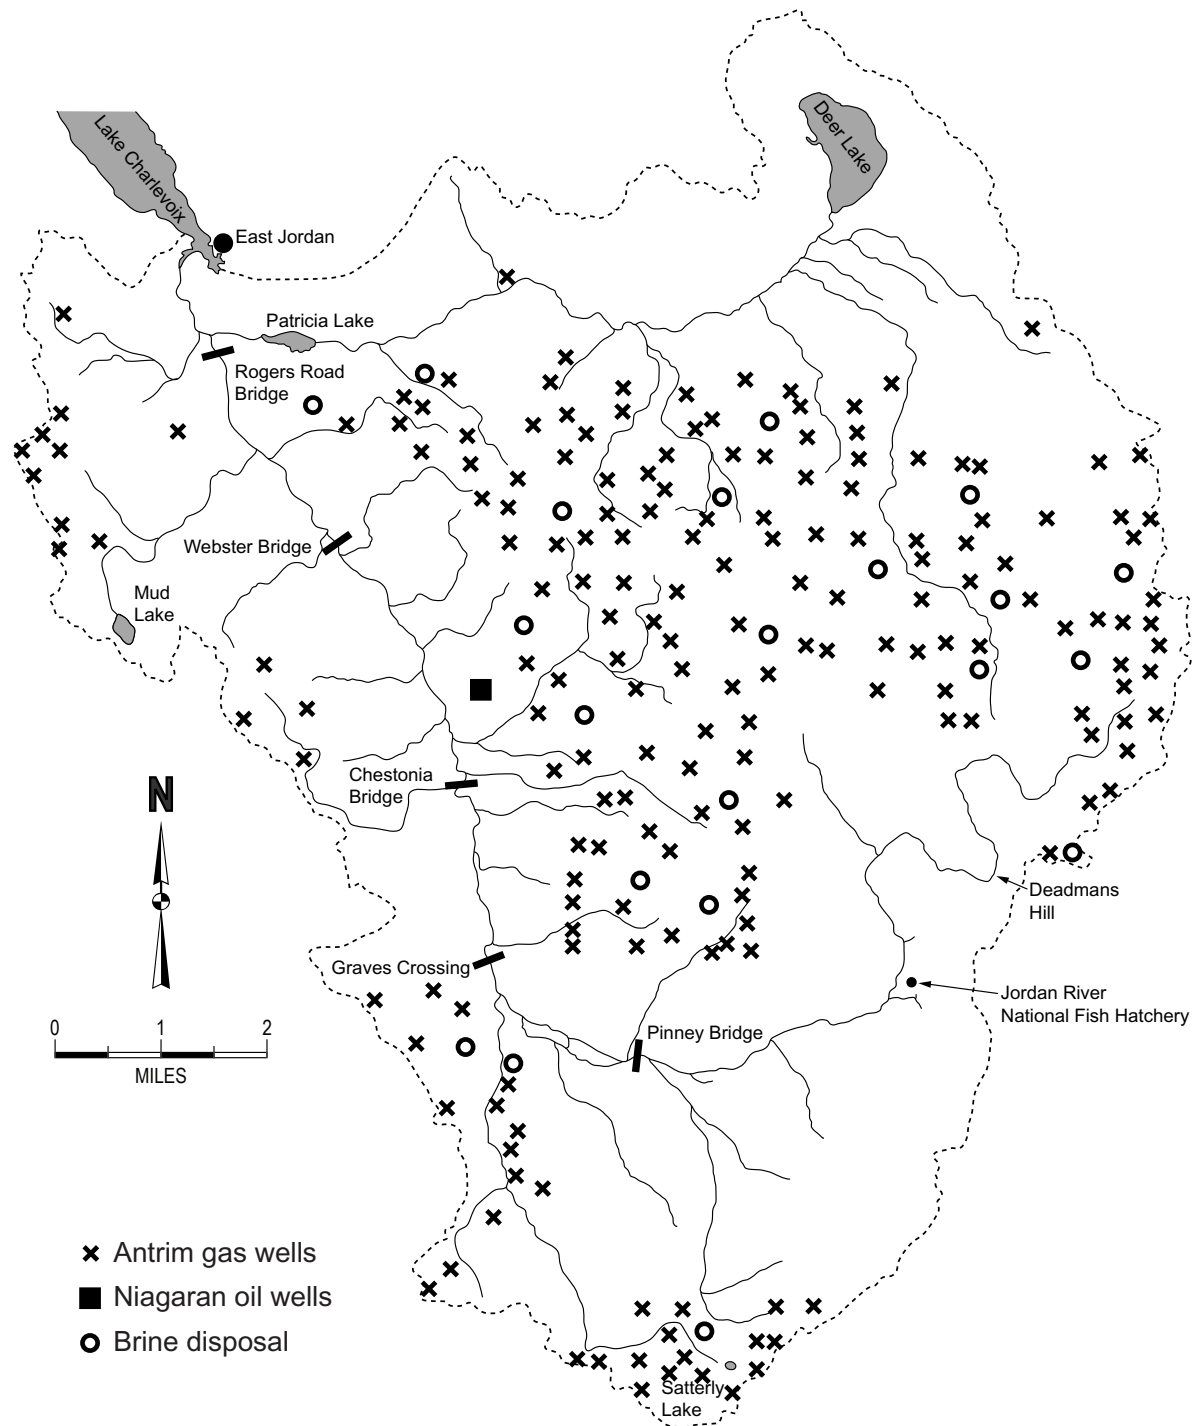 Deer Lake
Lake Charlevoix
East Jordan
Patricia Lake
Rogers Road
Bridge
Webster Bridge
Mud
Lake
Chestonia
Bridge
N
Deadmans
Hill
Graves Crossing
Jordan River
National Fish Hatchery
0 1 2
MILES
Pinney Bridge
Antrim gas wells
Niagaran oil wells
Brine disposal
Satterly
Lake